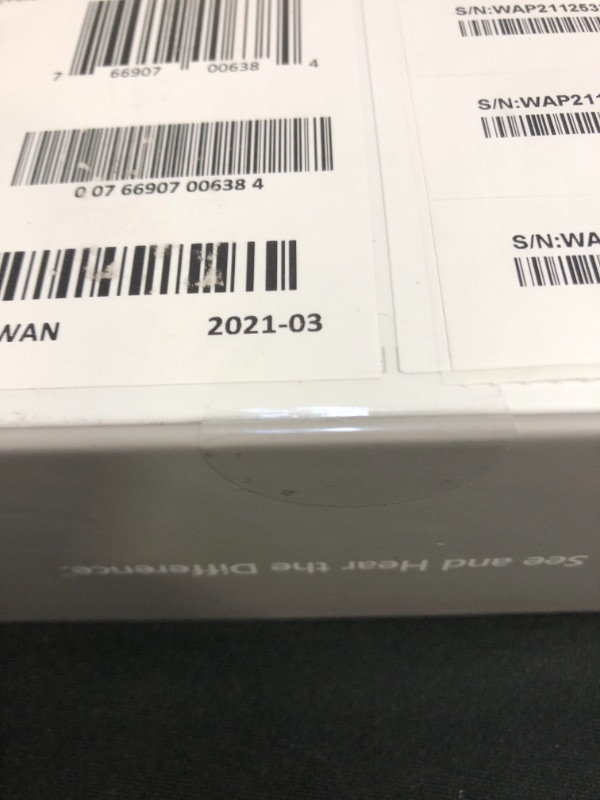 7 66907 00638 4
0 07 66907 00638 4
WAN 2021-03
S/N:WAP211253
S/N:WAP211
S/N:WA
See and Hear the Difference.